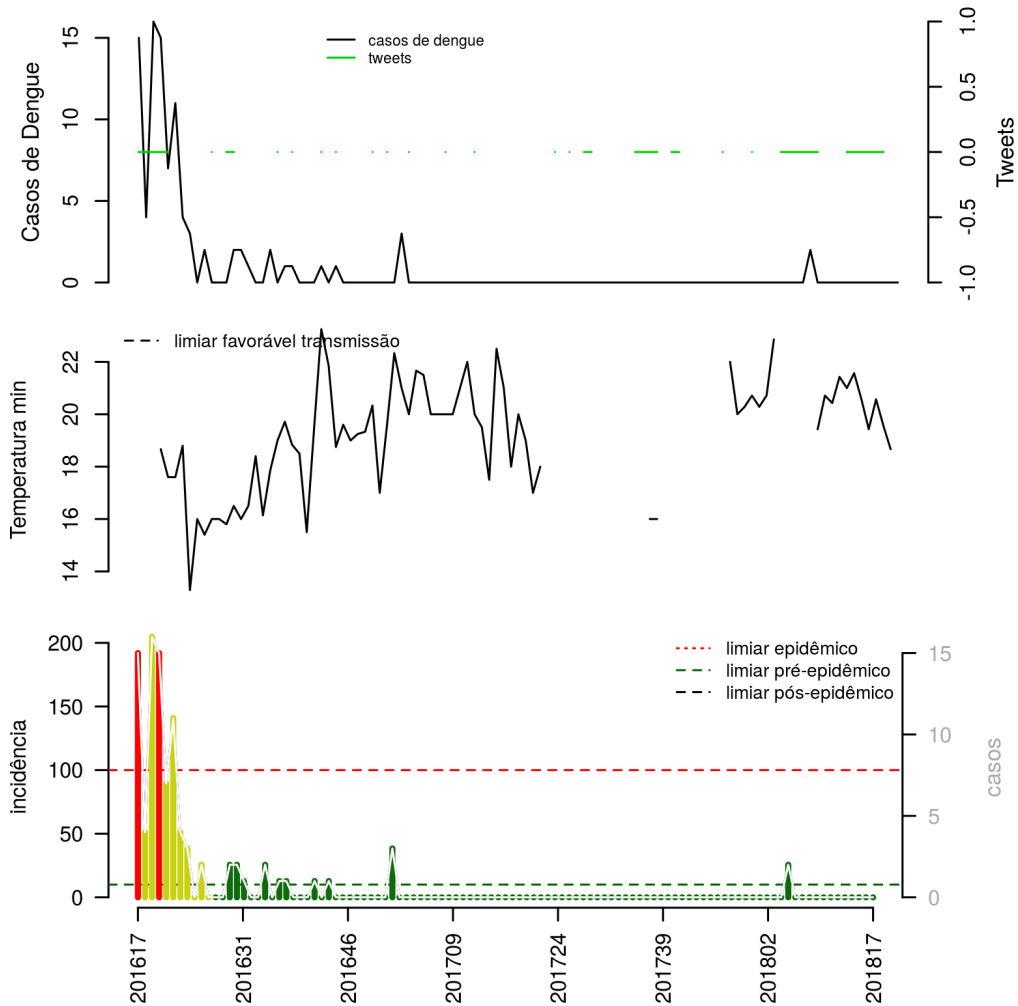 casos de dengue
tweets
Casos de Dengue
15
10
5
0
Tweets
1.0
0.5
0.0
-0.5
-1.0
limiar favorável transmissão
Temperatura min
22
20
18
16
14
limiar epidêmico
limiar pré-epidêmico
limiar pós-epidêmico
incidência
200
150
100
50
0
casos
15
10
5
0
201617
201631
201646
201709
201724
201739
201802
201817